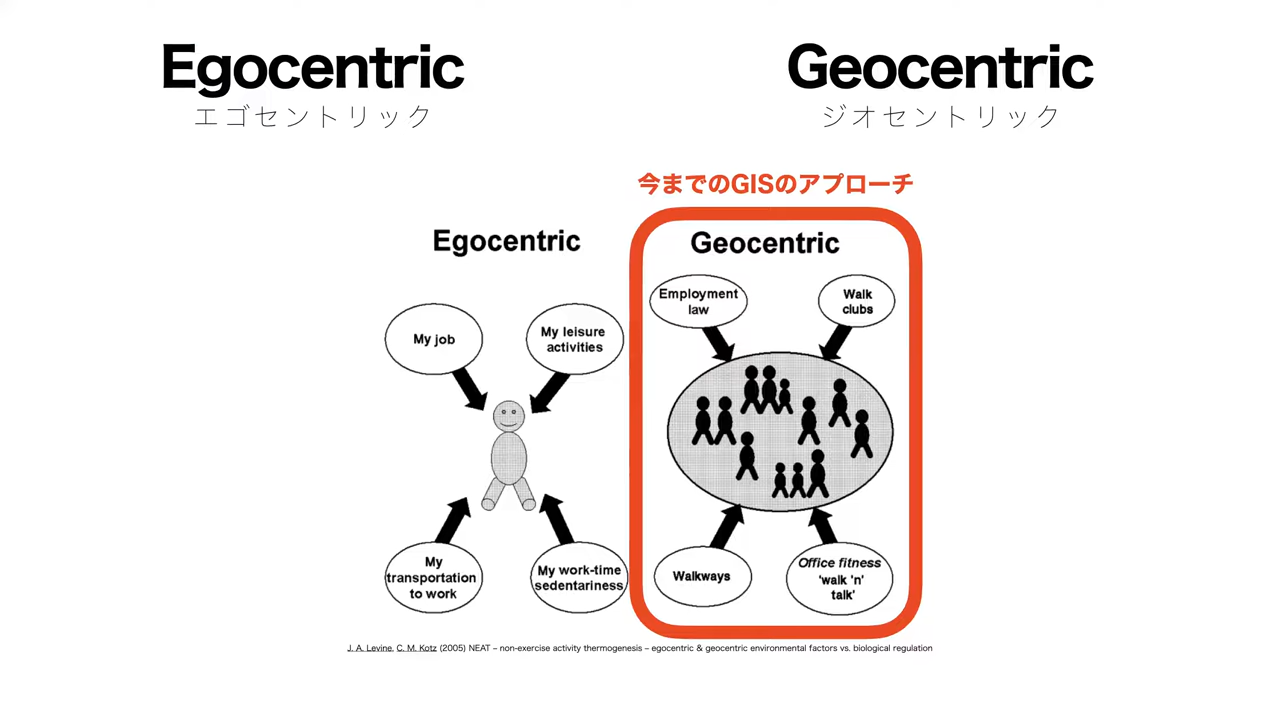 Egocentric
エゴセントリック
Geocentric
ジオセントリック
今までのGISのアプローチ
Egocentric
My job
My leisure
activities
My
transportation
to work
My work-time
sedentariness
Geocentric
Employment
law
Walk
clubs
Walkways
Office fitness
'walk 'n'
talk'
J. A. Levine, C. M. Kotz (2005) NEAT – non-exercise activity thermogenesis – egocentric & geocentric environmental factors vs. biological regulation